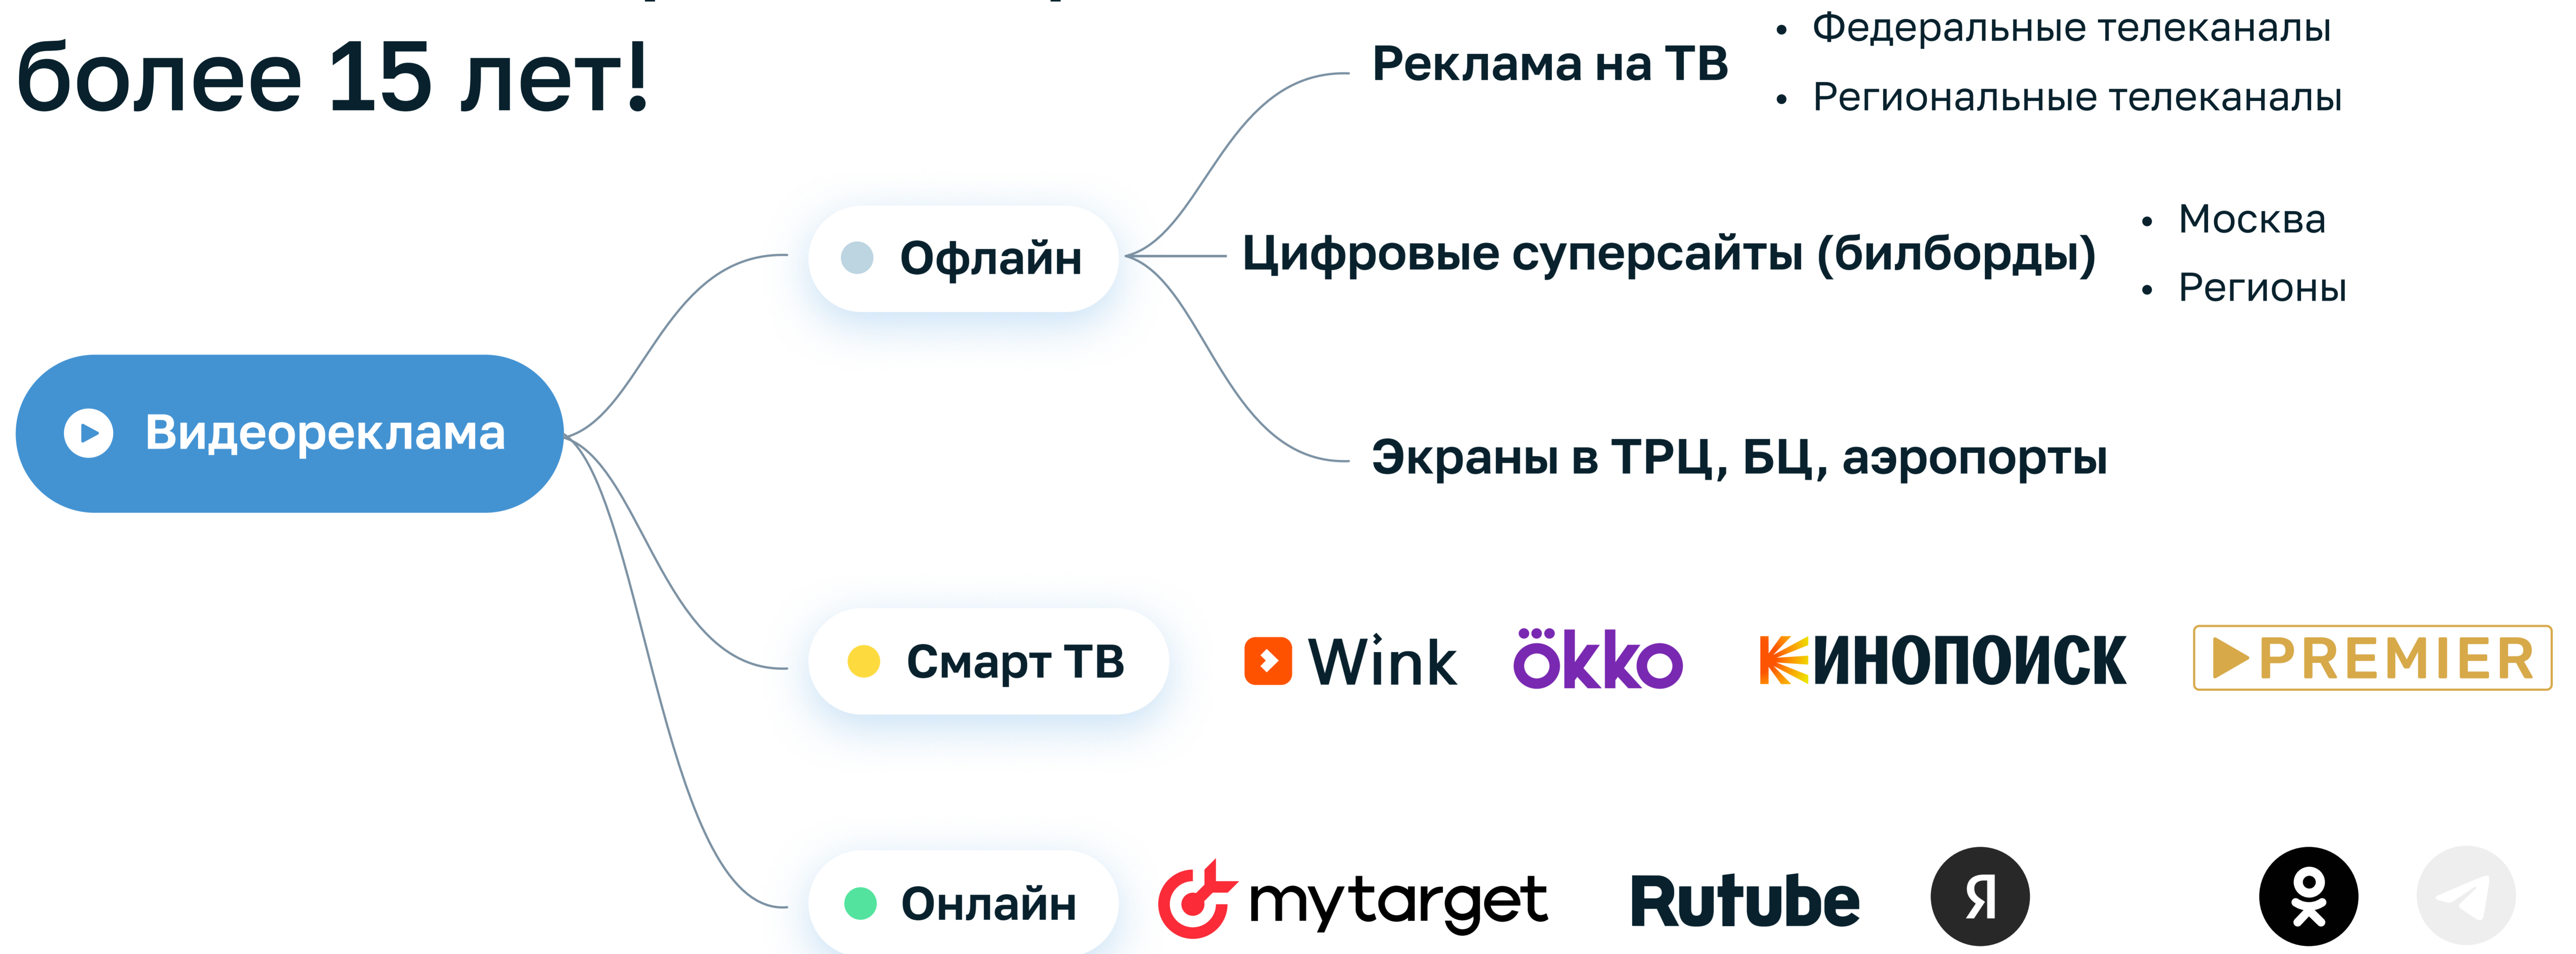 более 15 лет!
Реклама на ТВ
• Федеральные телеканалы
• Региональные телеканалы
Офлайн
Цифровые суперсайты (билборды)
• Москва
• Регионы
Видеореклама
Экраны в ТРЦ, БЦ, аэропорты
Смарт ТВ
Wink
ökko
КИНОПОИСК
PREMIER
Онлайн
mytarget
Rutube
Я